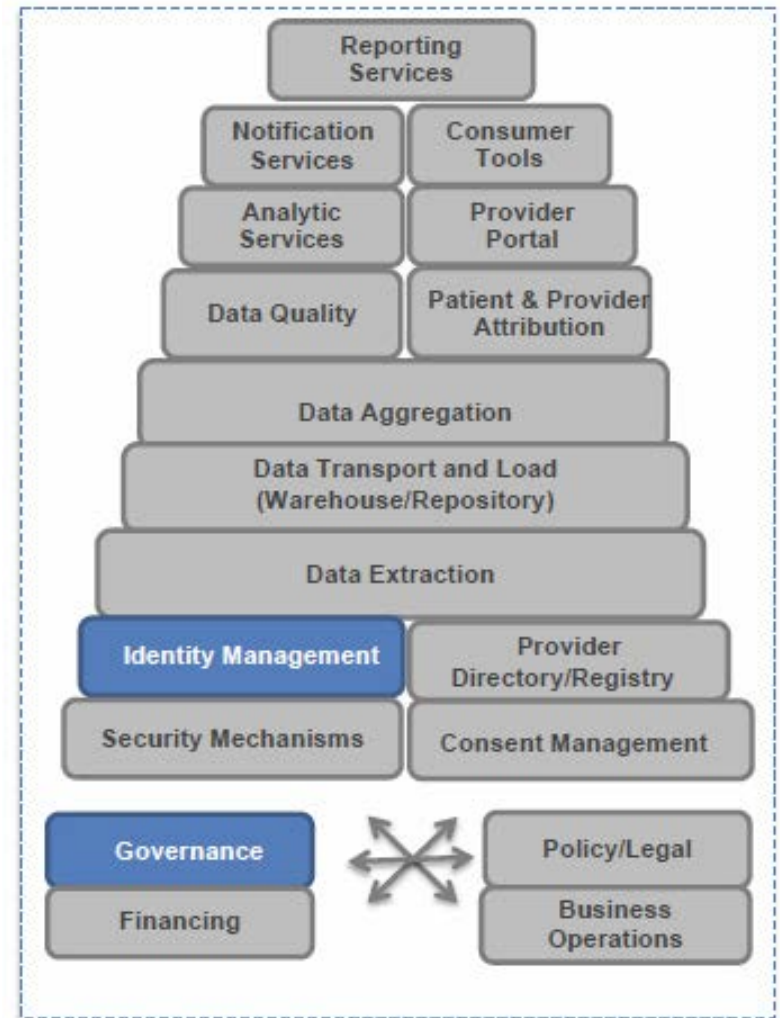 Reporting
Services
Notification
Services
Consumer
Tools
Analytic
Services
Provider
Portal
Data Quality
Patient & Provider
Attribution
Data Aggregation
Data Transport and Load
(Warehouse/Repository)
Data Extraction
Identity Management
Provider
Directory/Registry
Security Mechanisms
Consent Management
Governance
Policy/Legal
Financing
Business
Operations